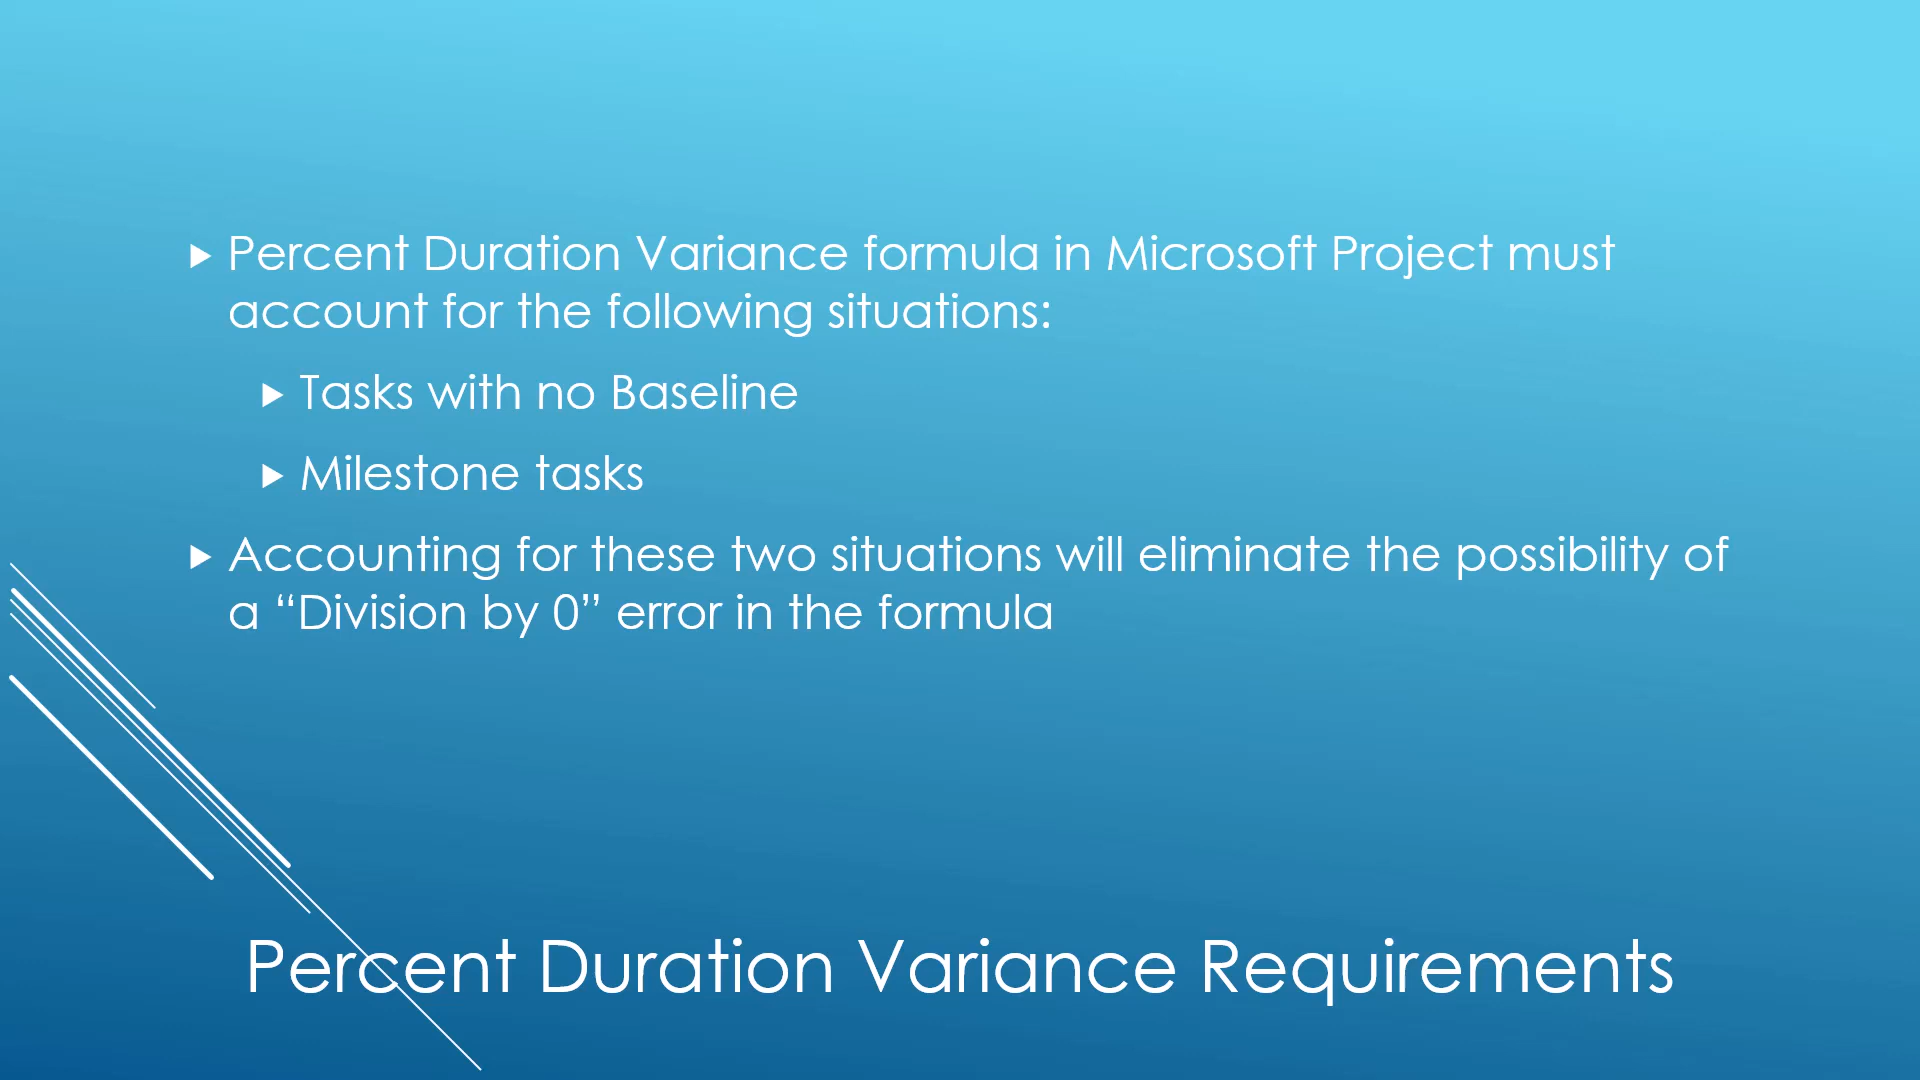 Percent Duration Variance formula in Microsoft Project must
account for the following situations:
Tasks with no Baseline
Milestone tasks
Accounting for these two situations will eliminate the possibility of
a “Division by 0” error in the formula
Percent Duration Variance Requirements